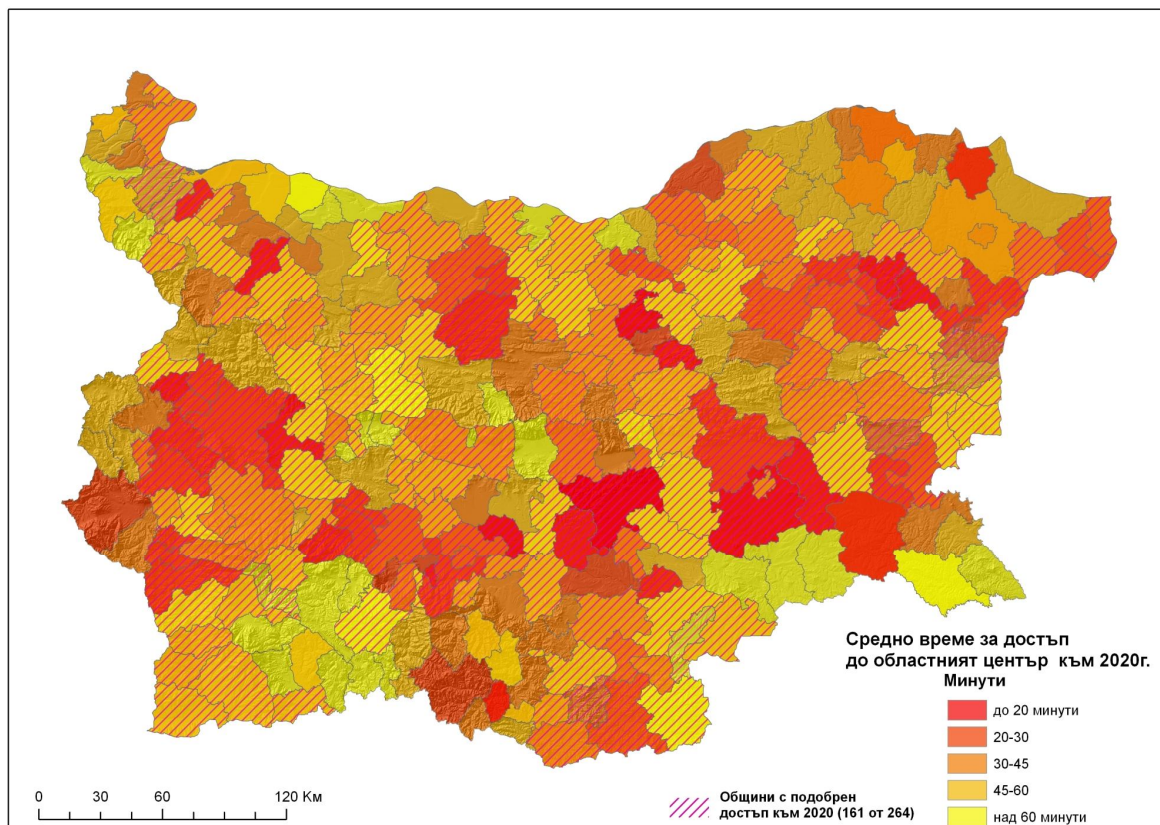 Средно време за достъп
до областният център към 2020г.
Минути
до 20 минути
20-30
30-45
45-60
над 60 минути
0 30 60 120 Км
Общини с подобрен
достъп към 2020 (161 от 264)